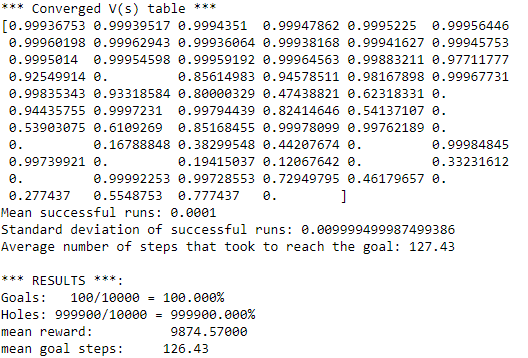 *** Converged V(s) table ***
[0.99936753 0.99939517 0.9994351  0.99947862 0.9995225  0.99956446
 0.99960198 0.99962943 0.99936064 0.99938168 0.99941627 0.99945753
 0.9995014  0.99954598 0.99959192 0.99964563 0.99883211 0.97711777
 0.92549914 0.         0.85614983 0.94578511 0.98167898 0.99967731
 0.99835343 0.93318584 0.80000329 0.47438821 0.62318331 0.
 0.94435755 0.9997231  0.99794439 0.82414646 0.54137107 0.
 0.53903075 0.6109269  0.85168455 0.99978099 0.99762189 0.
 0.         0.16788848 0.38299548 0.44207674 0.         0.99984845
 0.99739921 0.         0.19415037 0.12067642 0.         0.33231612
 0.         0.99992253 0.99728553 0.72949795 0.46179657 0.
 0.277437   0.5548753  0.777437   0.        ]
Mean successful runs: 0.0001
Standard deviation of successful runs: 0.009999499987499386
Average number of steps that took to reach the goal: 127.43
*** RESULTS ***:
Goals:   100/10000 = 100.000%
Holes: 999900/10000 = 999900.000%
mean reward:          9874.57000
mean goal steps:     126.43